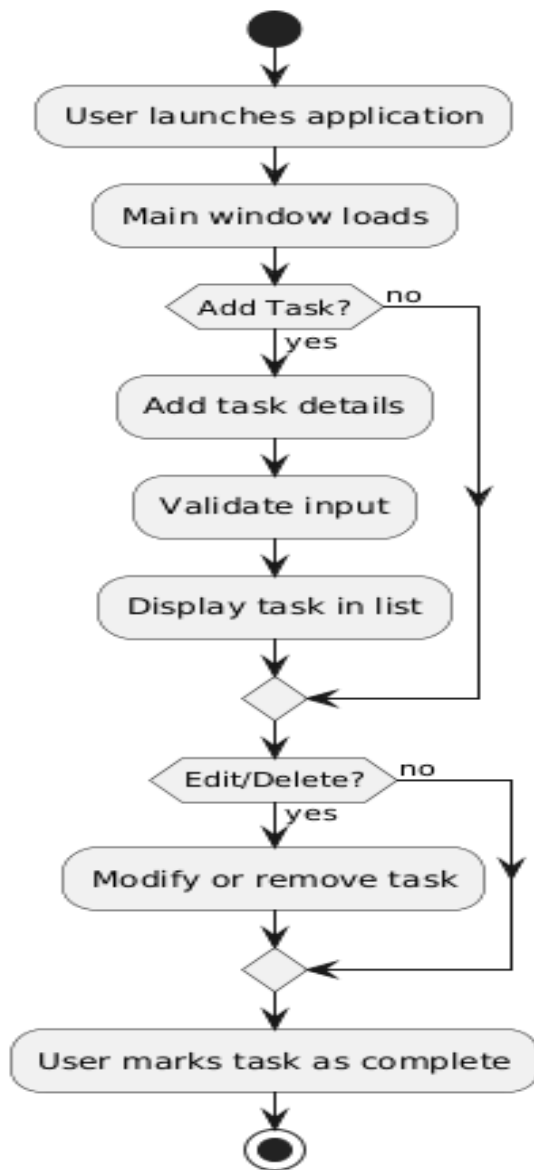 User launches application
Main window loads
Add Task?
no
yes
Add task details
Validate input
Display task in list
Edit/Delete?
no
yes
Modify or remove task
User marks task as complete